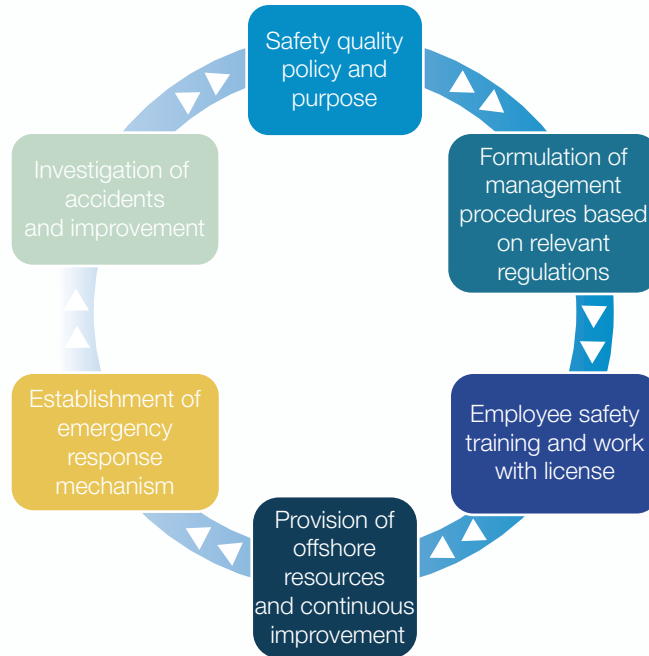 Safety quality
policy and
purpose
Formulation of
management
procedures based
on relevant
regulations
Employee safety
training and work
with license
Provision of
offshore
resources
and continuous
improvement
Establishment of
emergency
response
mechanism
Investigation of
accidents
and improvement